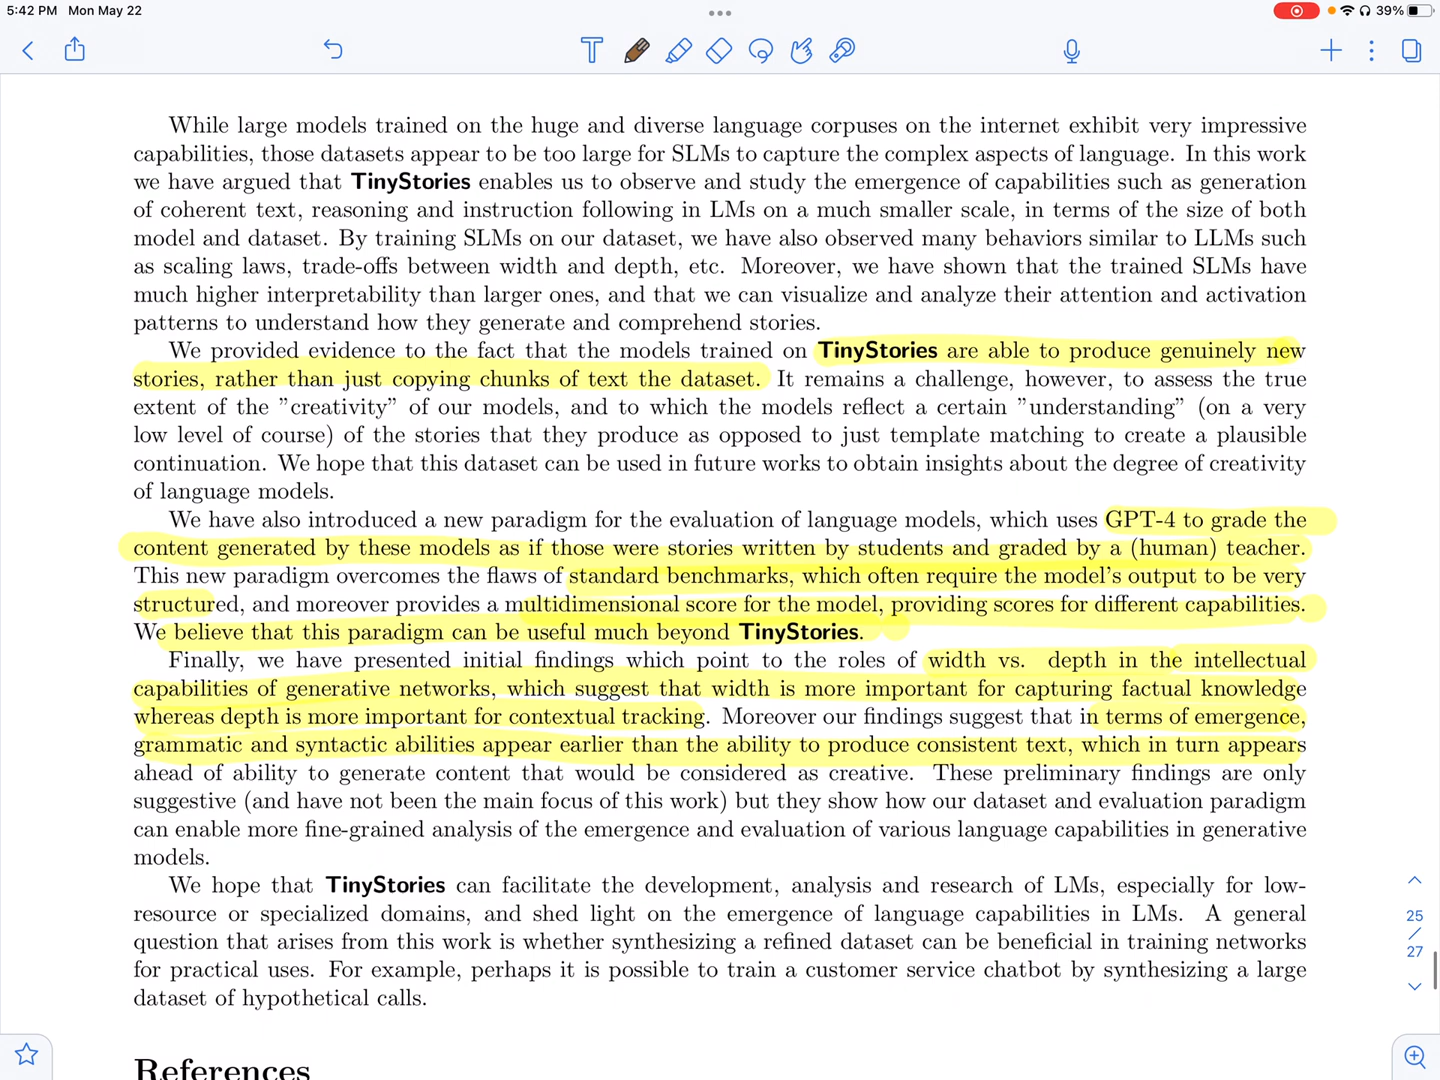 5:42 PM Mon May 22
39%
While large models trained on the huge and diverse language corpuses on the internet exhibit very impressive
capabilities, those datasets appear to be too large for SLMs to capture the complex aspects of language. In this work
we have argued that TinyStories enables us to observe and study the emergence of capabilities such as generation
of coherent text, reasoning and instruction following in LMs on a much smaller scale, in terms of the size of both
model and dataset. By training SLMs on our dataset, we have also observed many behaviors similar to LLMs such
as scaling laws, trade-offs between width and depth, etc. Moreover, we have shown that the trained SLMs have
much higher interpretability than larger ones, and that we can visualize and analyze their attention and activation
patterns to understand how they generate and comprehend stories.
We provided evidence to the fact that the models trained on TinyStories are able to produce genuinely new
stories, rather than just copying chunks of text the dataset. It remains a challenge, however, to assess the true
extent of the ”creativity” of our models, and to which the models reflect a certain ”understanding” (on a very
low level of course) of the stories that they produce as opposed to just template matching to create a plausible
continuation. We hope that this dataset can be used in future works to obtain insights about the degree of creativity
of language models.
We have also introduced a new paradigm for the evaluation of language models, which uses GPT-4 to grade the
content generated by these models as if those were stories written by students and graded by a (human) teacher.
This new paradigm overcomes the flaws of standard benchmarks, which often require the model's output to be very
structured, and moreover provides a multidimensional score for the model, providing scores for different capabilities.
We believe that this paradigm can be useful much beyond TinyStories.
Finally, we have presented initial findings which point to the roles of width vs. depth in the intellectual
capabilities of generative networks, which suggest that width is more important for capturing factual knowledge
whereas depth is more important for contextual tracking. Moreover our findings suggest that in terms of emergence,
grammatic and syntactic abilities appear earlier than the ability to produce consistent text, which in turn appears
ahead of ability to generate content that would be considered as creative. These preliminary findings are only
suggestive (and have not been the main focus of this work) but they show how our dataset and evaluation paradigm
can enable more fine-grained analysis of the emergence and evaluation of various language capabilities in generative
models.
We hope that TinyStories can facilitate the development, analysis and research of LMs, especially for low-
resource or specialized domains, and shed light on the emergence of language capabilities in LMs. A general
question that arises from this work is whether synthesizing a refined dataset can be beneficial in training networks
for practical uses. For example, perhaps it is possible to train a customer service chatbot by synthesizing a large
dataset of hypothetical calls.
25
/
27
References